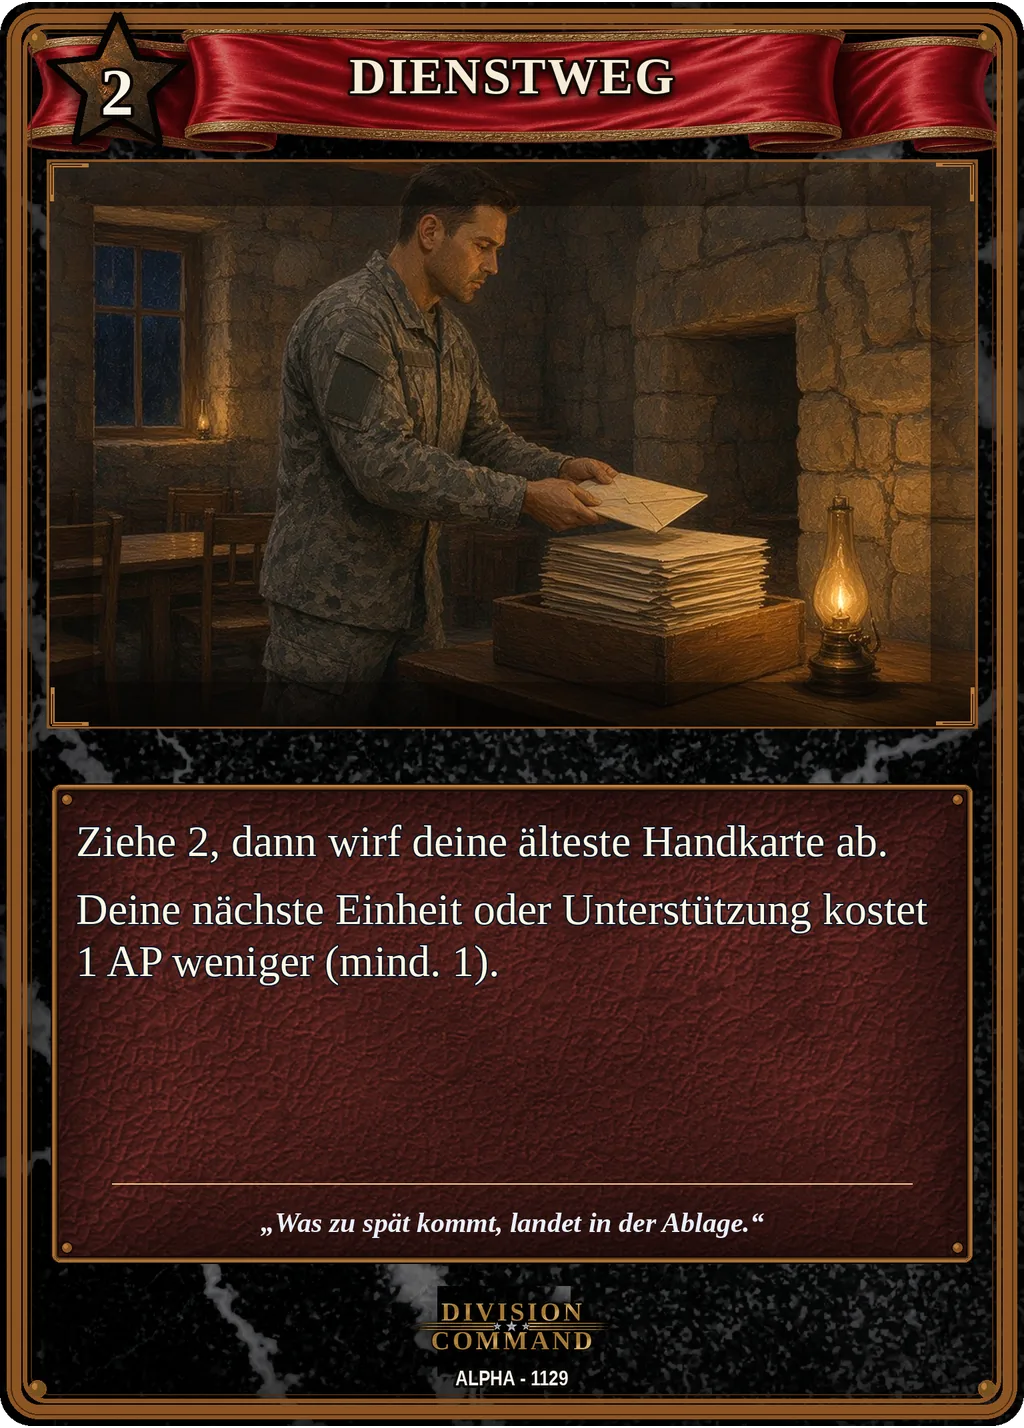 2
DIENSTWEG
Ziehe 2, dann wirf deine älteste Handkarte ab.
Deine nächste Einheit oder Unterstützung kostet
1 AP weniger (mind. 1).
„Was zu spät kommt, landet in der Ablage.“
DIVISION
COMMAND
ALPHA - 1129